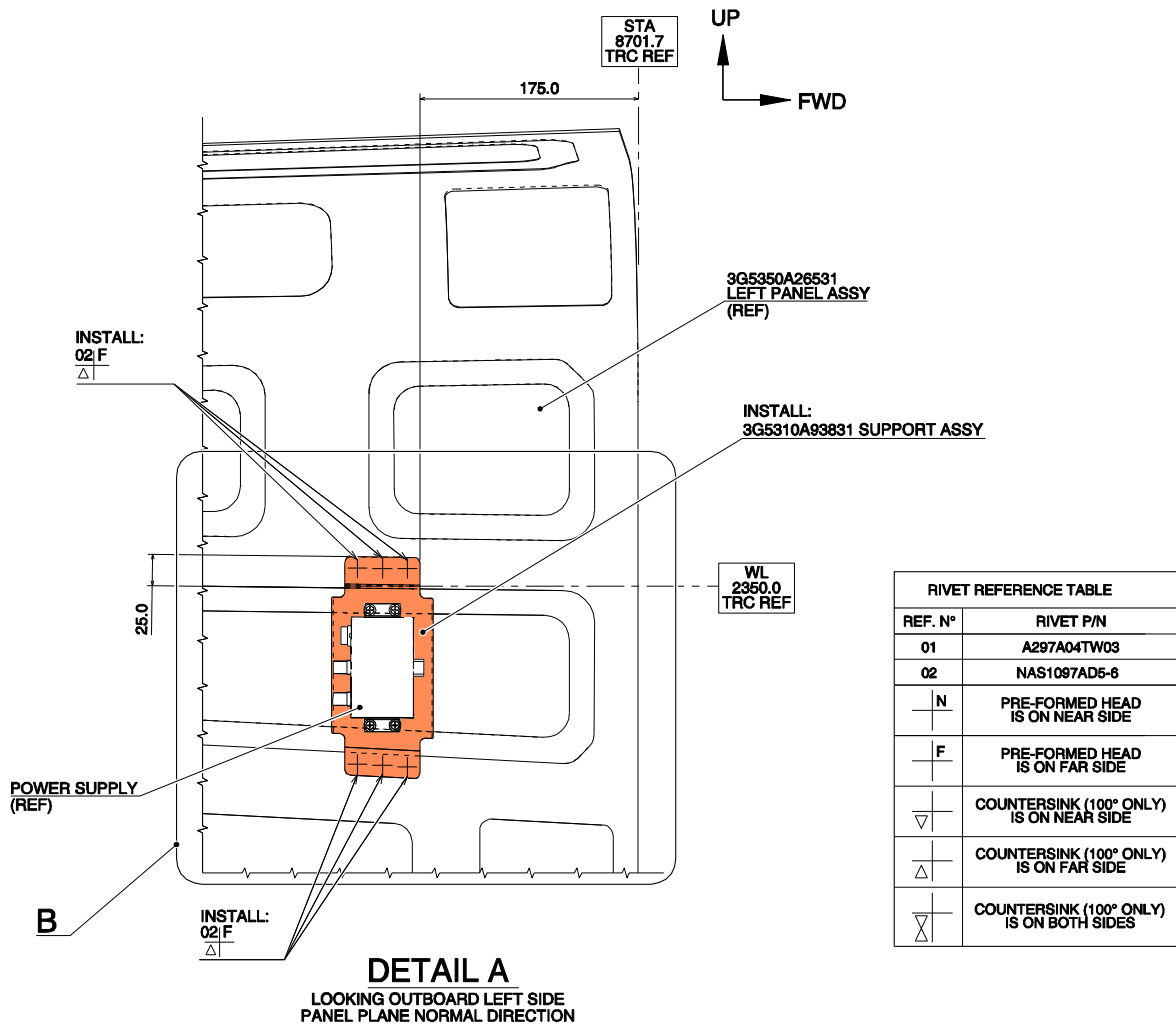 STA
8701.7
TRC REF
UP
FWD
175.0
3G5350A26531
LEFT PANEL ASSY
(REF)
INSTALL:
02 F
INSTALL:
3G5310A93831 SUPPORT ASSY
25.0
WL
2350.0
TRC REF
RIVET REFERENCE TABLE
REF. N° RIVET P/N
01 A297A04TW03
02 NAS1097AD5-6
N PRE-FORMED HEAD
IS ON NEAR SIDE
F PRE-FORMED HEAD
IS ON FAR SIDE
COUNTERSINK (100° ONLY)
IS ON NEAR SIDE
COUNTERSINK (100° ONLY)
IS ON FAR SIDE
COUNTERSINK (100° ONLY)
IS ON BOTH SIDES
POWER SUPPLY
(REF)
B
INSTALL:
02 F
DETAIL A
LOOKING OUTBOARD LEFT SIDE
PANEL PLANE NORMAL DIRECTION